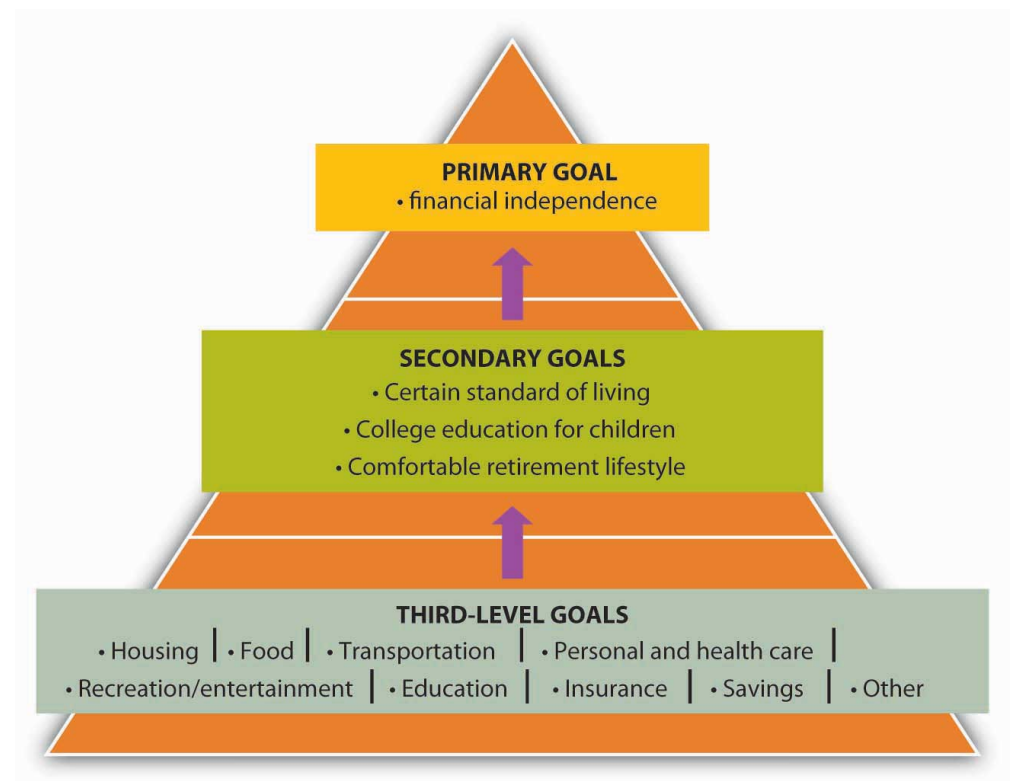 PRIMARY GOAL
• financial independence
SECONDARY GOALS
• Certain standard of living
• College education for children
• Comfortable retirement lifestyle
THIRD-LEVEL GOALS
• Housing | • Food | • Transportation | • Personal and health care |
• Recreation/entertainment | • Education | • Insurance | • Savings | • Other